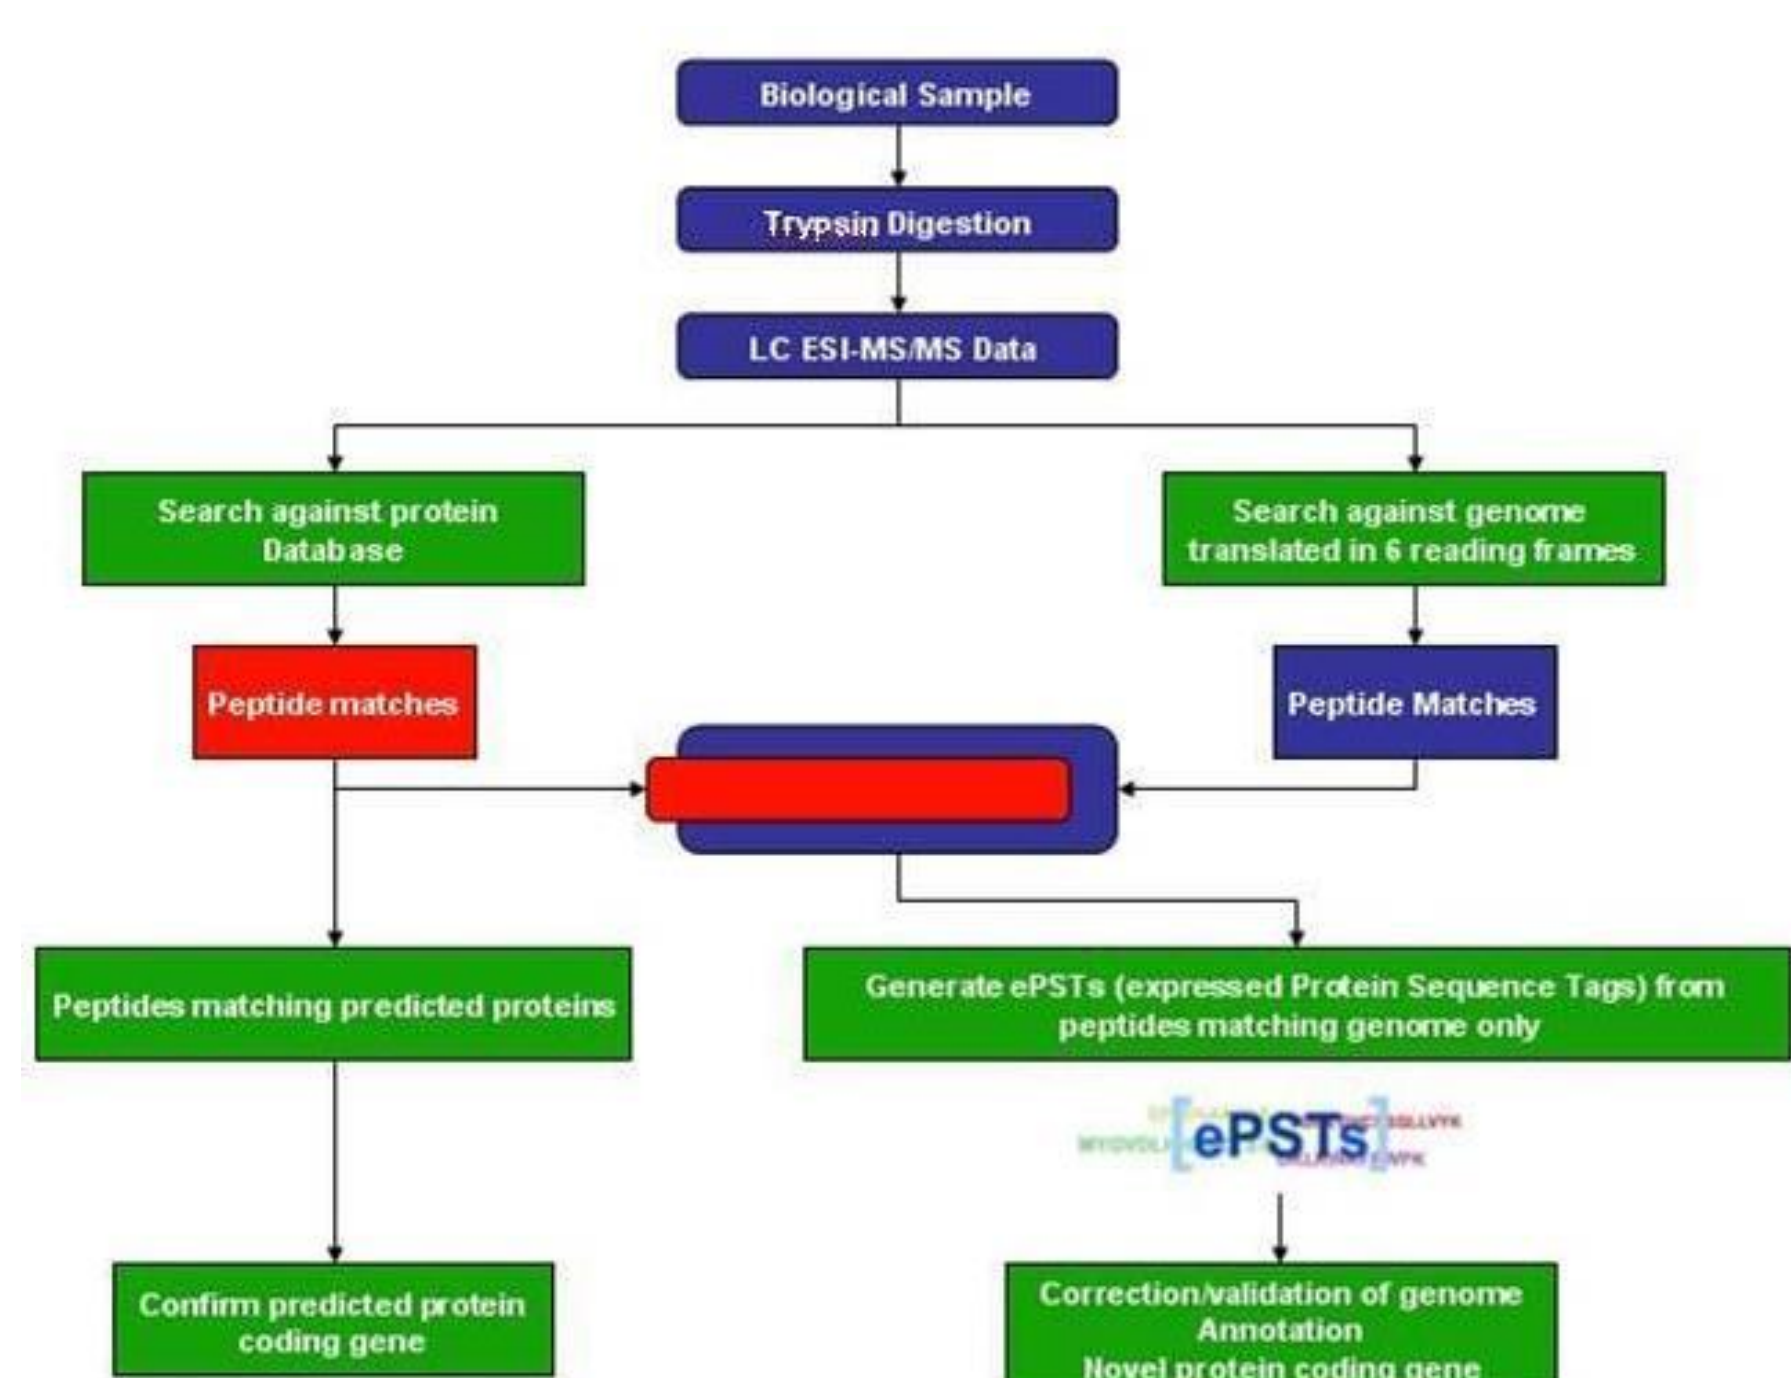 Biological Sample
Trypsin Digestion
LC ESI-MS/MS Data
Search against protein
Database
Search against genome
translated in 6 reading frames
Peptide matches
Peptide Matches
Peptides matching predicted proteins
Generate ePSTs (expressed Protein Sequence Tags) from
peptides matching genome only
[ePSTs]
Confirm predicted protein
coding gene
Correction/validation of genome
Annotation
Novel protein coding gene